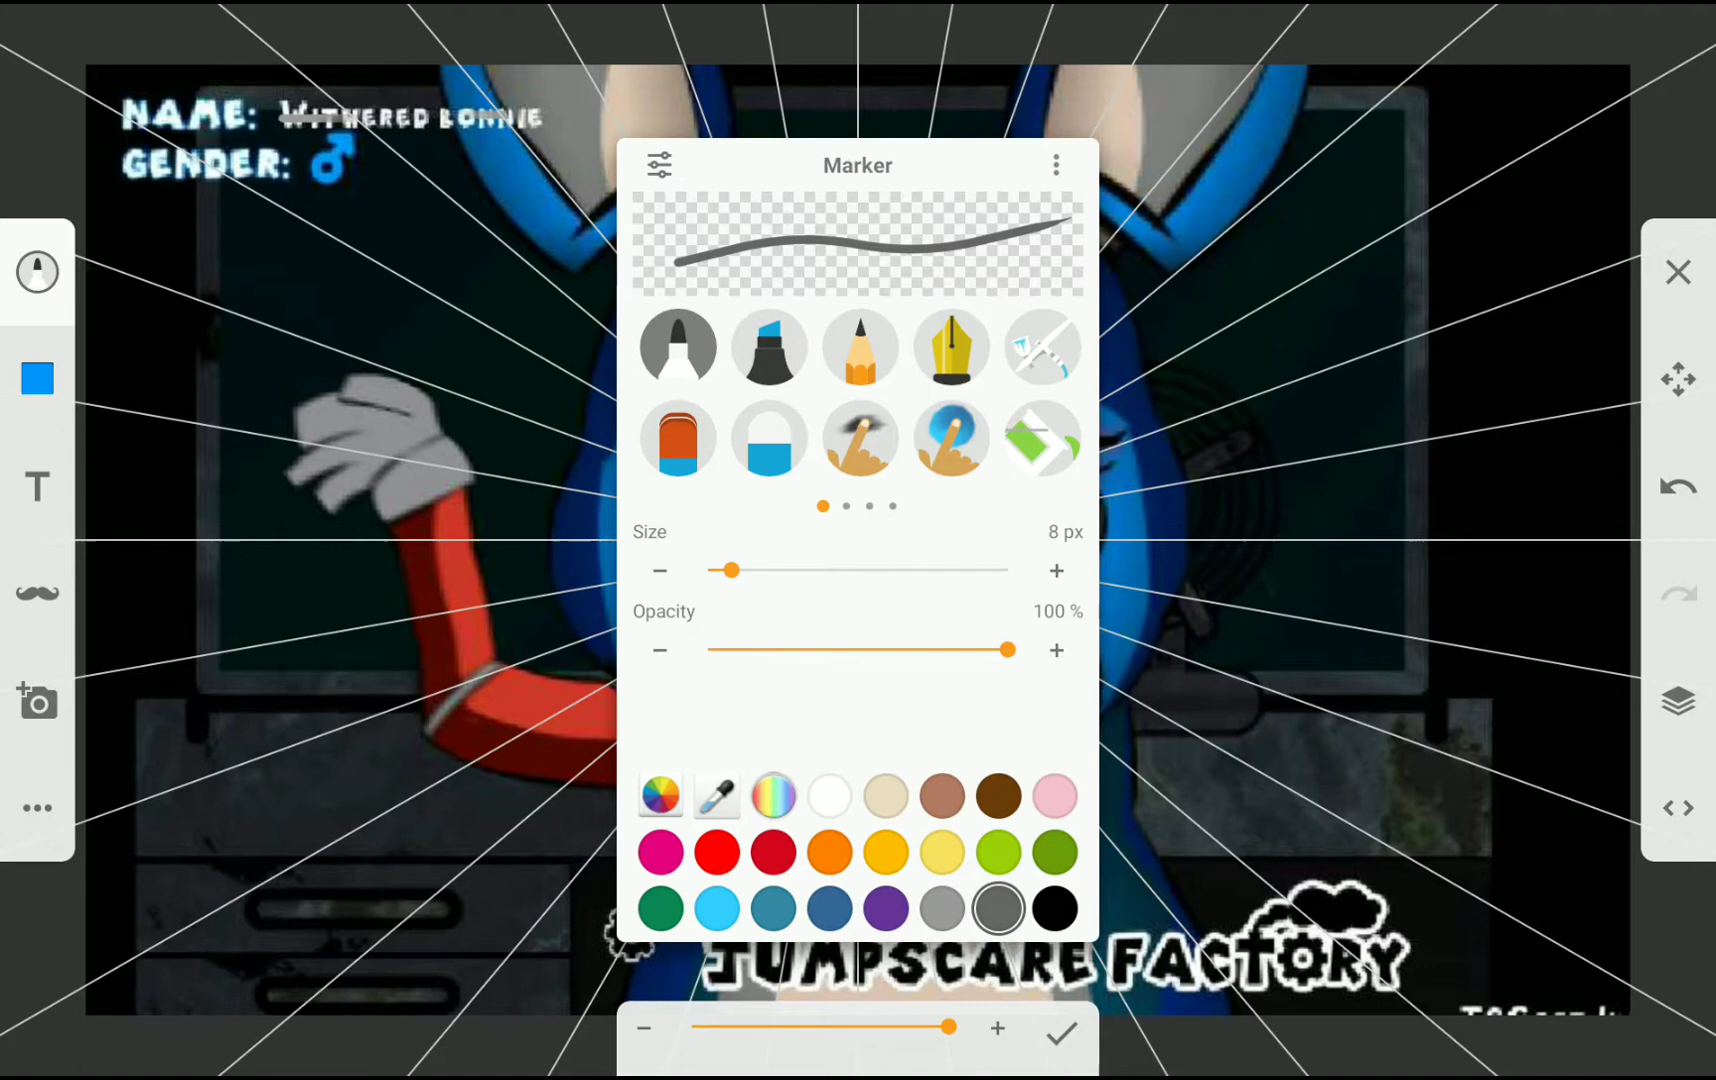 NAME: WITHERED BONNIE
GENDER: ♂
Marker
Size 8 px
Opacity 100 %
T
JUMPSCARE FACTORY